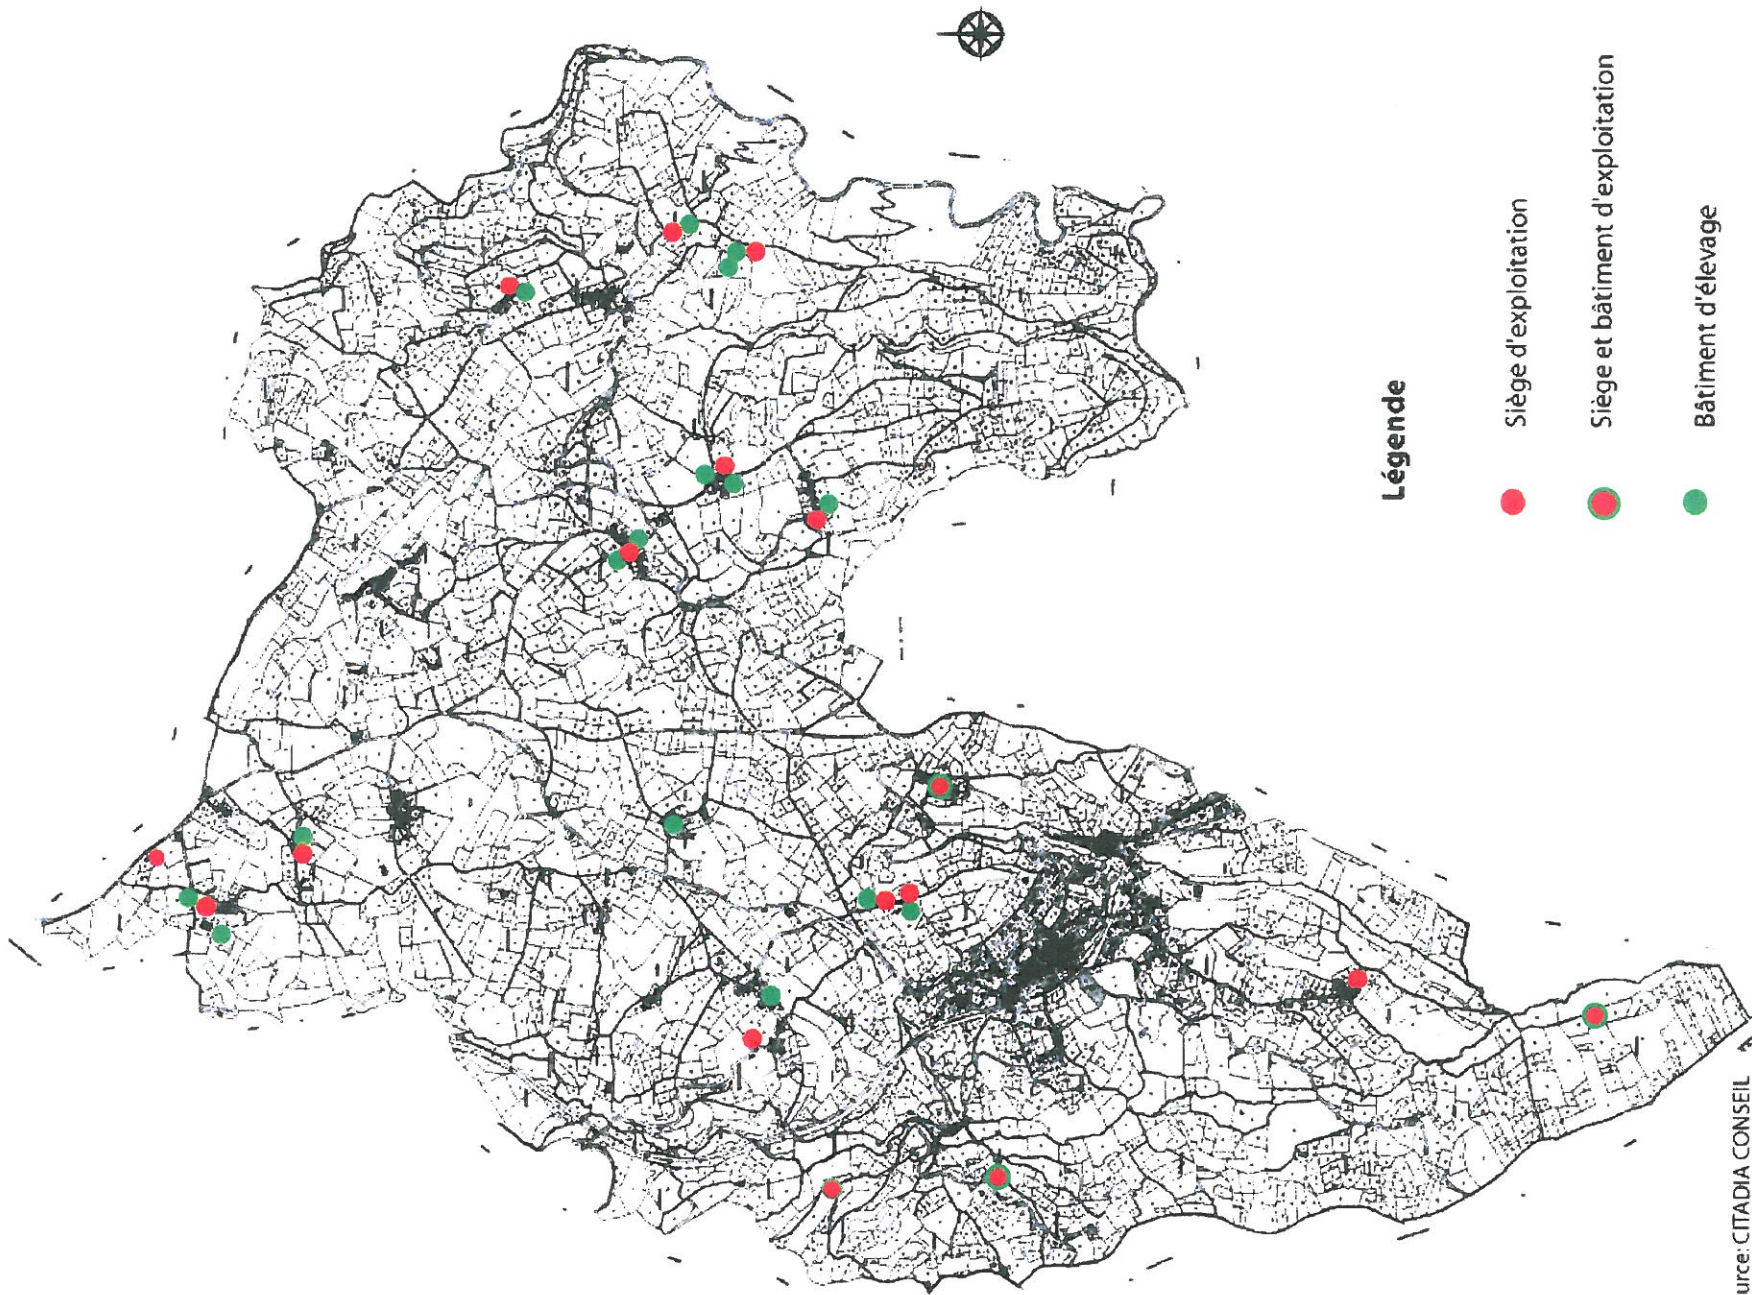 Légende
Siège d'exploitation
Siège et bâtiment d'exploitation
Bâtiment d'élevage
urce: CITADIA CONSEIL